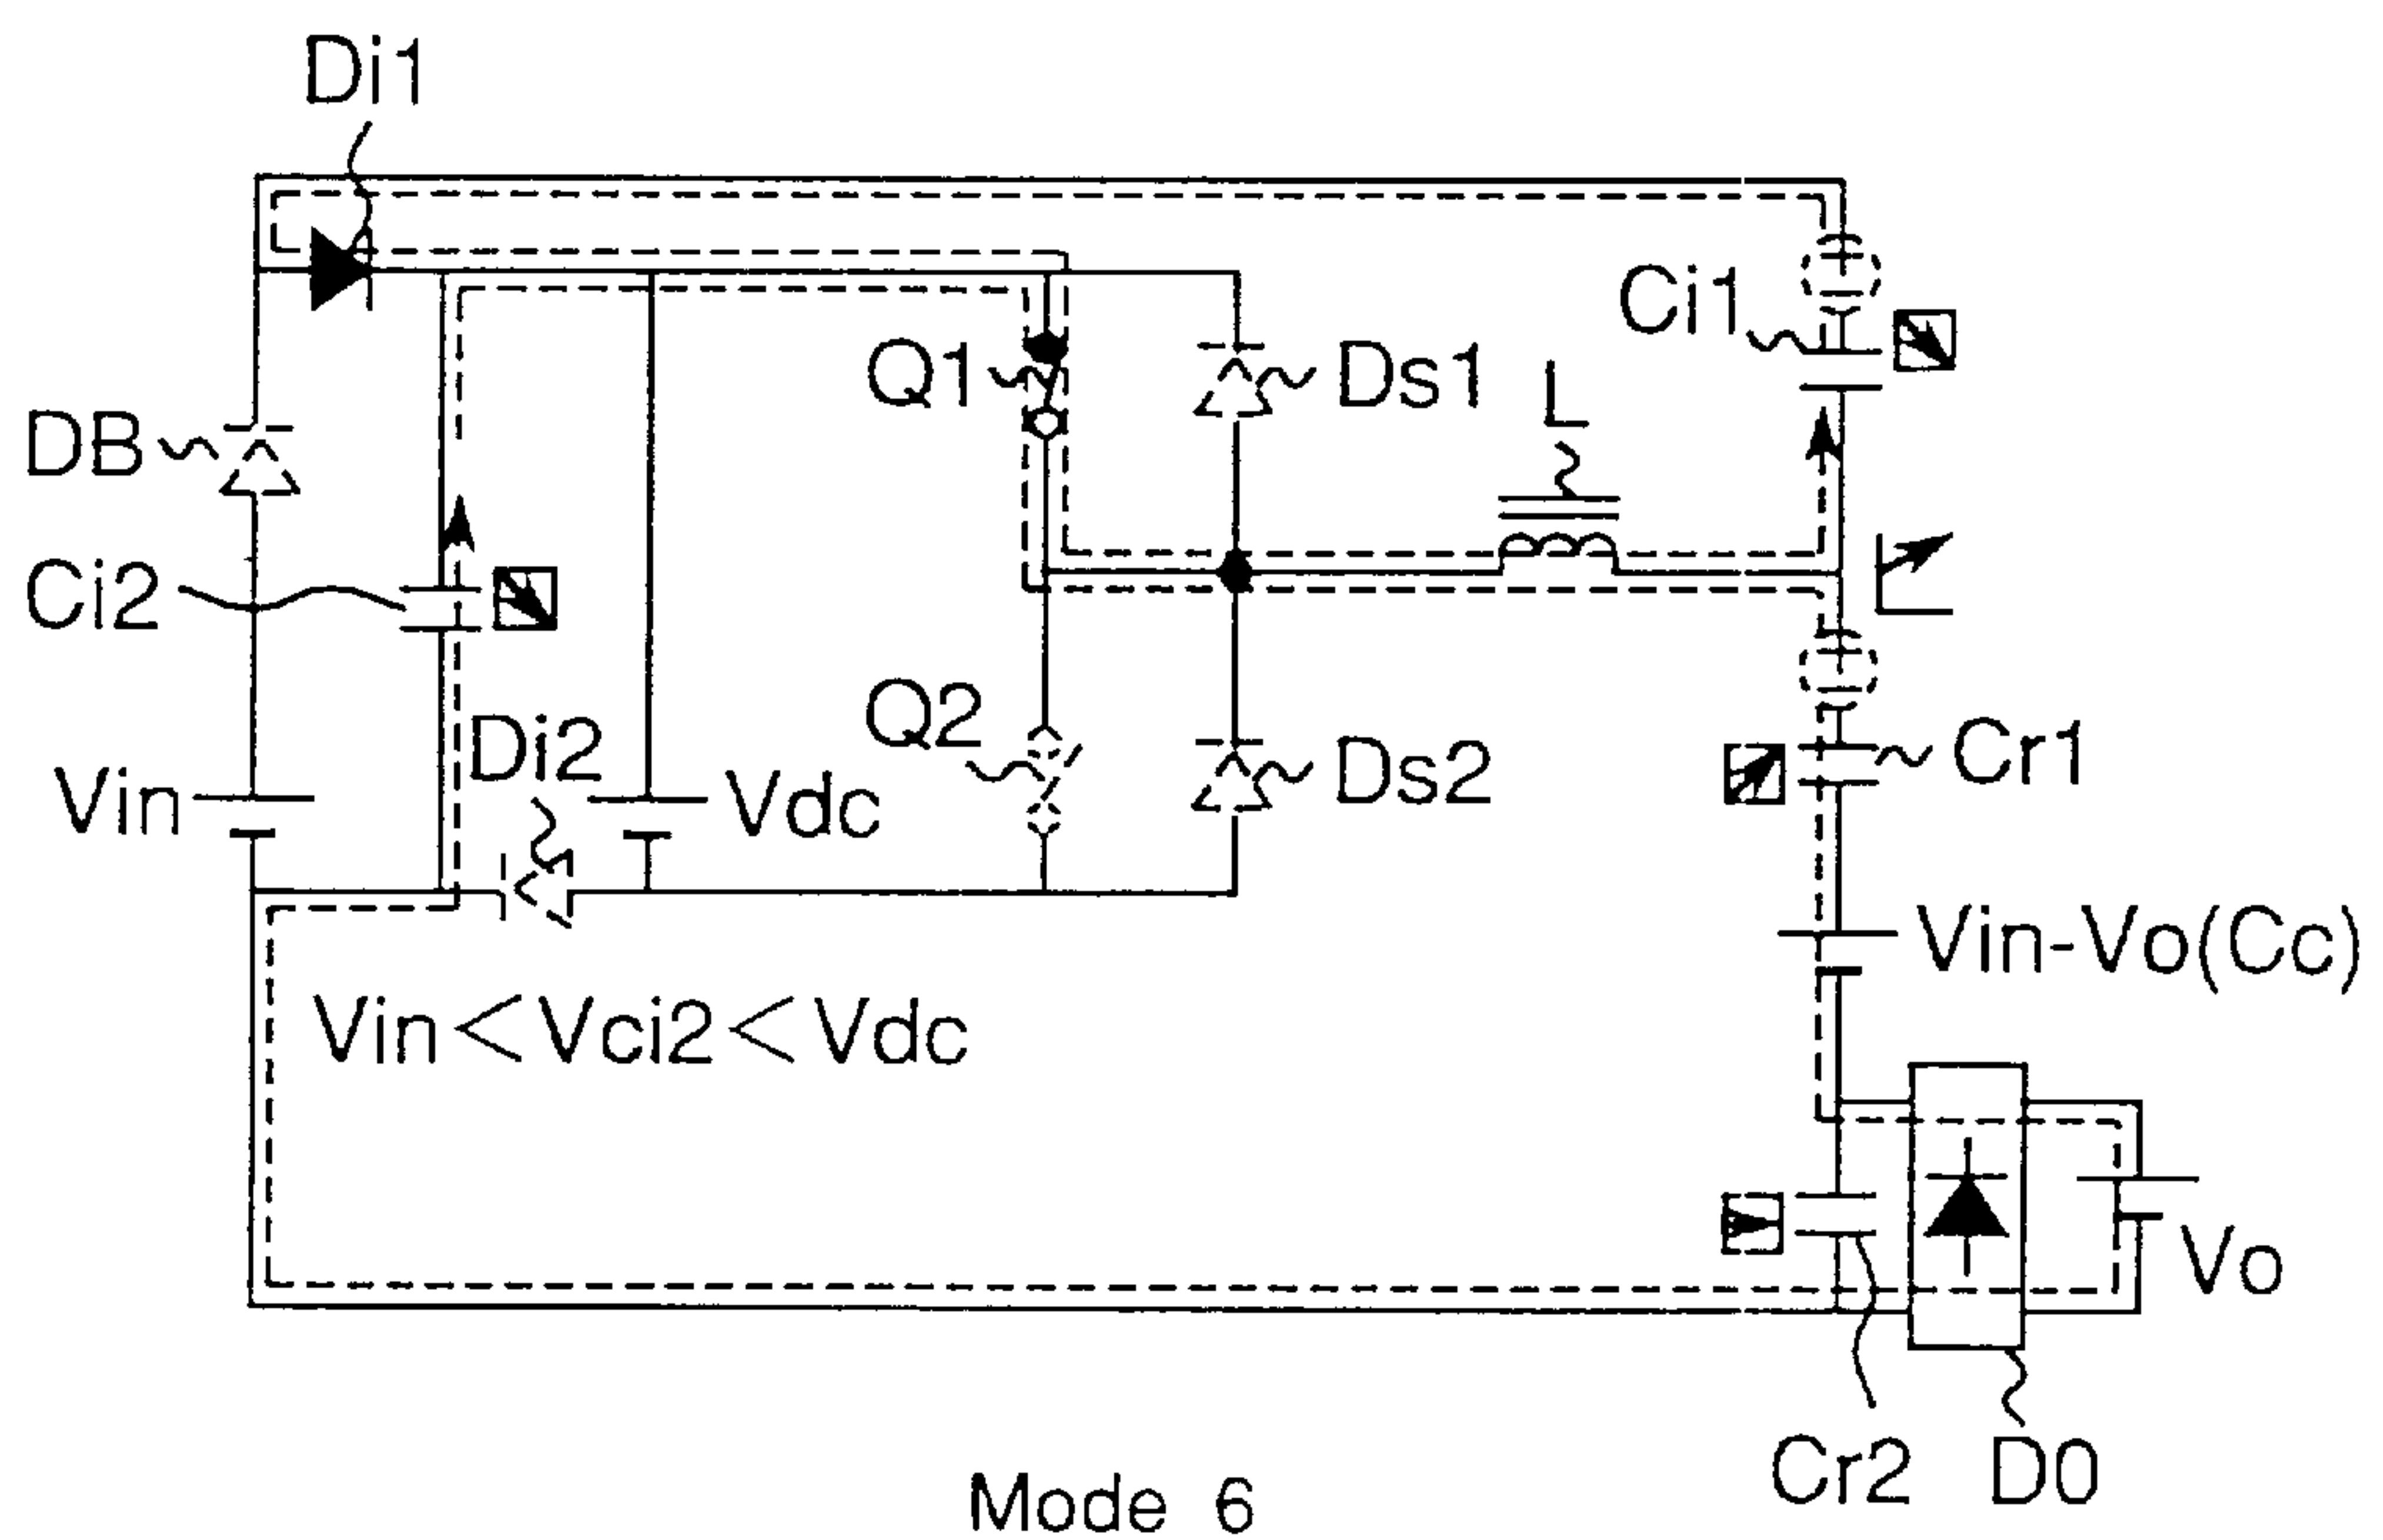 Di1
Ci1
Q1
Ds1
L
DB
Ci2
Di2
Q2
Ds2
Cr1
Vin
Vdc
Vin-Vo(Cc)
Vin<Vci2<Vdc
Vo
Cr2
D0
Mode 6